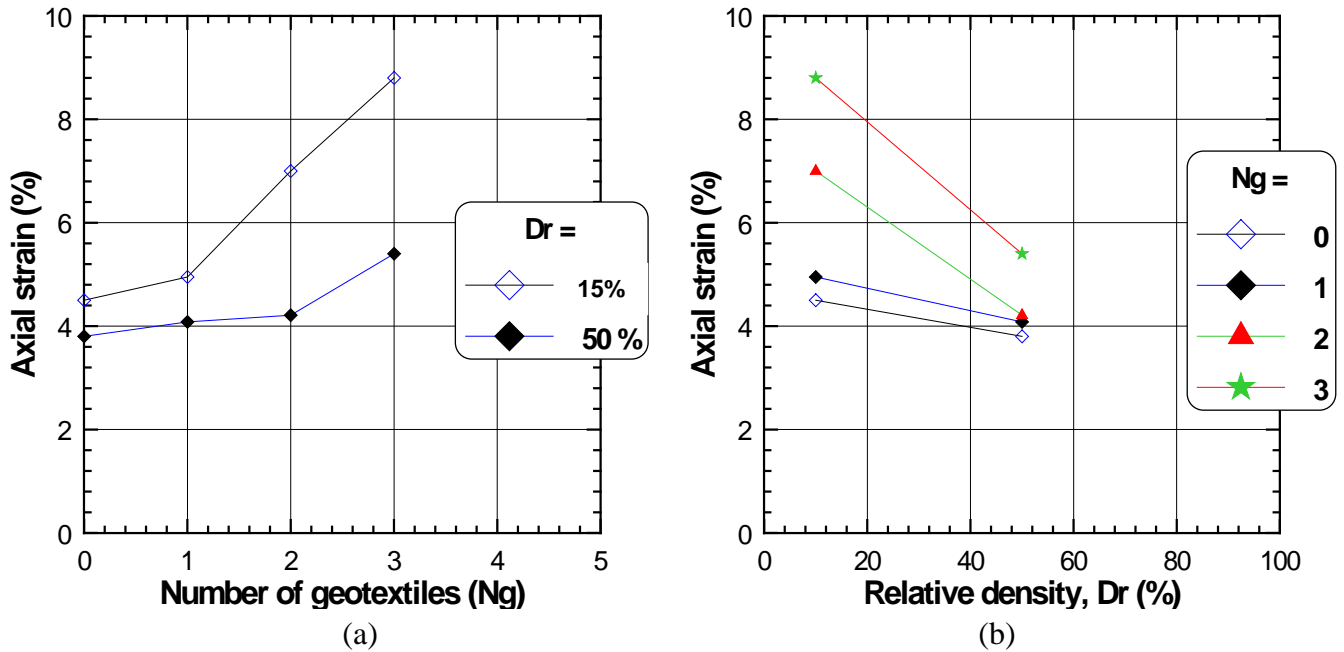 10
8
6
4
2
0
Axial strain (%)
0 1 2 3 4 5
Number of geotextiles (Ng)
Dr =
15%
50 %
(a)
10
8
6
4
2
0
Axial strain (%)
0 20 40 60 80 100
Relative density, Dr (%)
Ng =
0
1
2
3
(b)